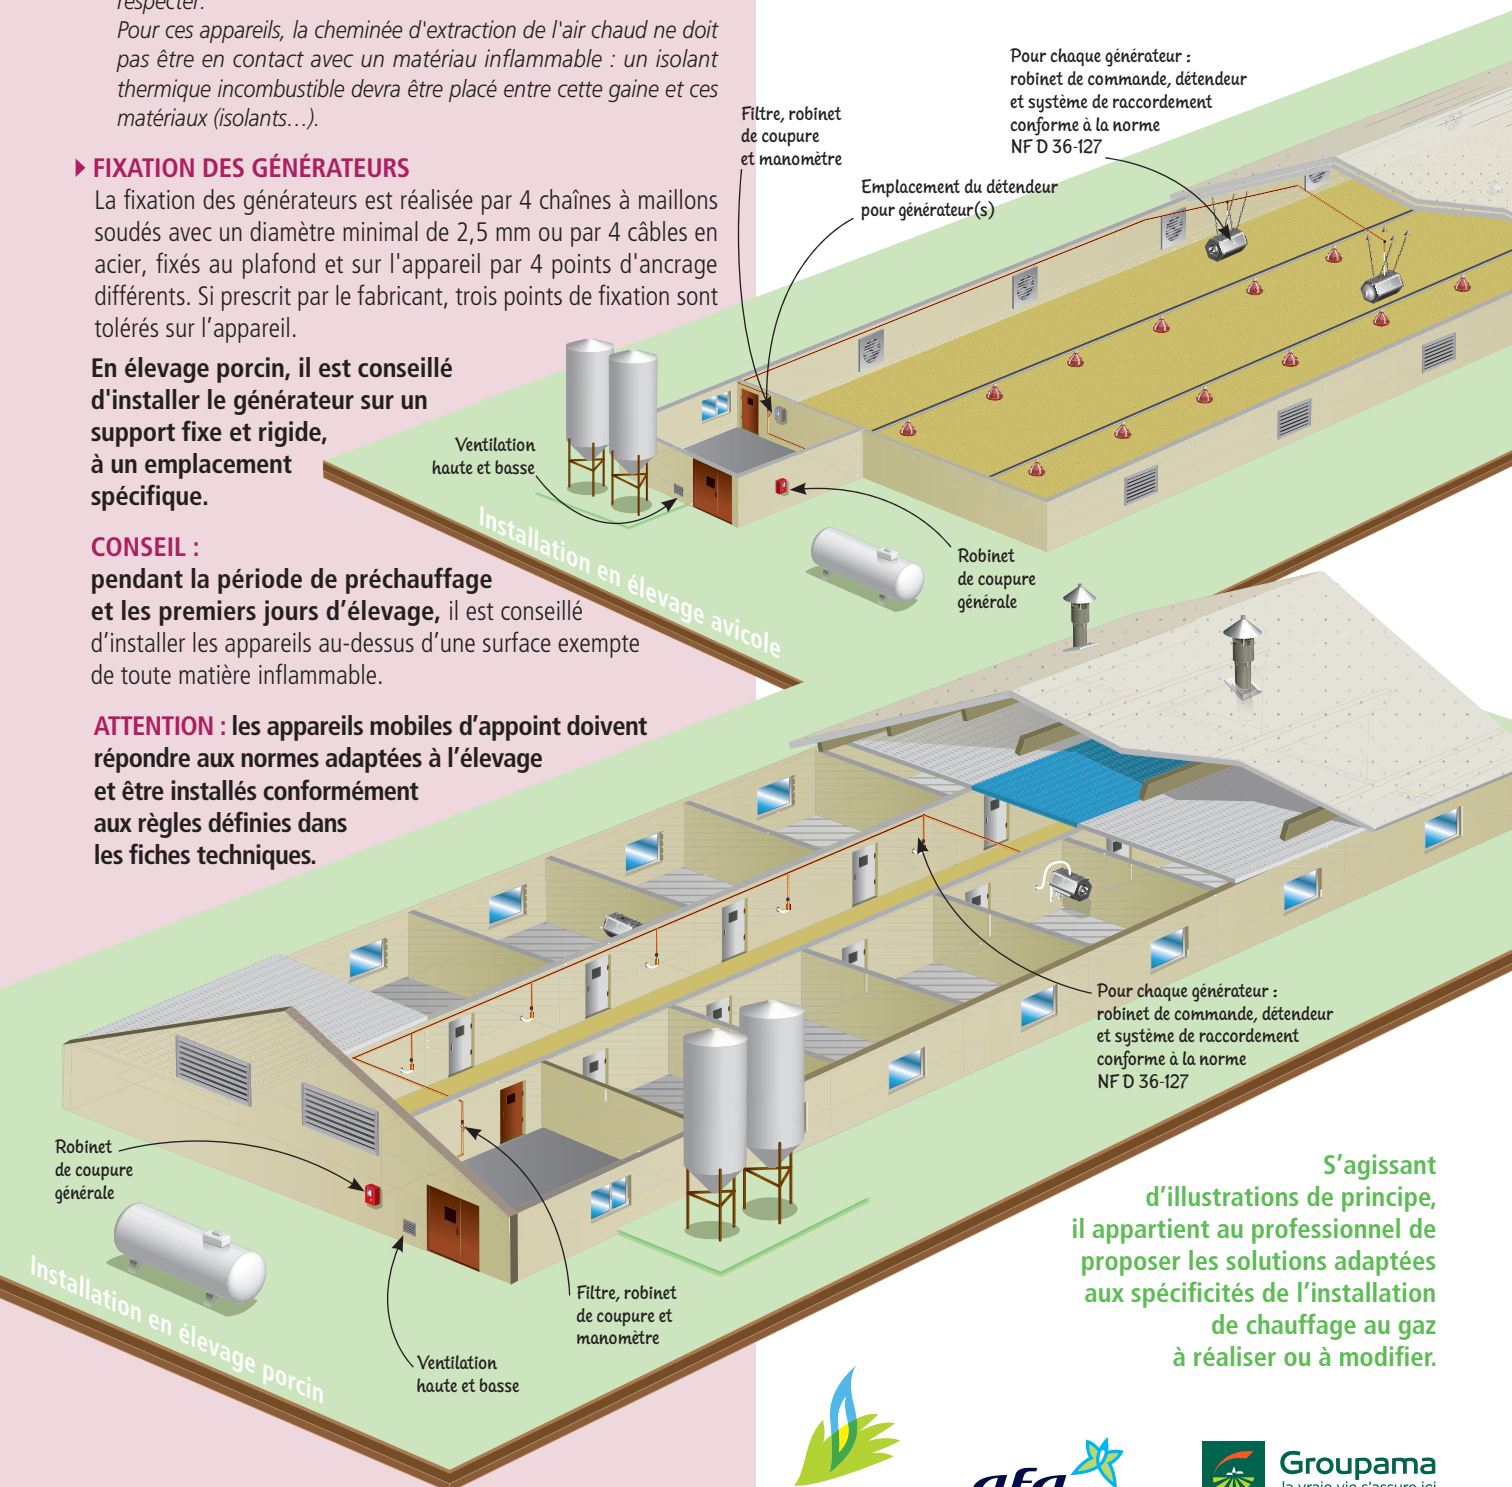 respecter.
Pour ces appareils, la cheminée d'extraction de l'air chaud ne doit
pas être en contact avec un matériau inflammable : un isolant
thermique incombustible devra être placé entre cette gaine et ces
matériaux (isolants…).
FIXATION DES GÉNÉRATEURS
La fixation des générateurs est réalisée par 4 chaînes à maillons
soudés avec un diamètre minimal de 2,5 mm ou par 4 câbles en
acier, fixés au plafond et sur l'appareil par 4 points d'ancrage
différents. Si prescrit par le fabricant, trois points de fixation sont
tolérés sur l’appareil.
En élevage porcin, il est conseillé
d'installer le générateur sur un
support fixe et rigide,
à un emplacement
spécifique.
CONSEIL :
pendant la période de préchauffage
et les premiers jours d’élevage, il est conseillé
d’installer les appareils au-dessus d’une surface exempte
de toute matière inflammable.
ATTENTION : les appareils mobiles d’appoint doivent
répondre aux normes adaptées à l’élevage
et être installés conformément
aux règles définies dans
les fiches techniques.
Filtre, robinet
de coupure
et manomètre
Emplacement du détendeur
pour générateur(s)
Pour chaque générateur :
robinet de commande, détendeur
et système de raccordement
conforme à la norme
NF D 36-127
Ventilation
haute et basse
Robinet
de coupure
générale
Installation en élevage avicole
Pour chaque générateur :
robinet de commande, détendeur
et système de raccordement
conforme à la norme
NF D 36-127
Robinet
de coupure
générale
Filtre, robinet
de coupure et
manomètre
Ventilation
haute et basse
Installation en élevage porcin
S’agissant
d’illustrations de principe,
il appartient au professionnel de
proposer les solutions adaptées
aux spécificités de l’installation
de chauffage au gaz
à réaliser ou à modifier.
afg
Groupama
la vraie vie s'assure ici